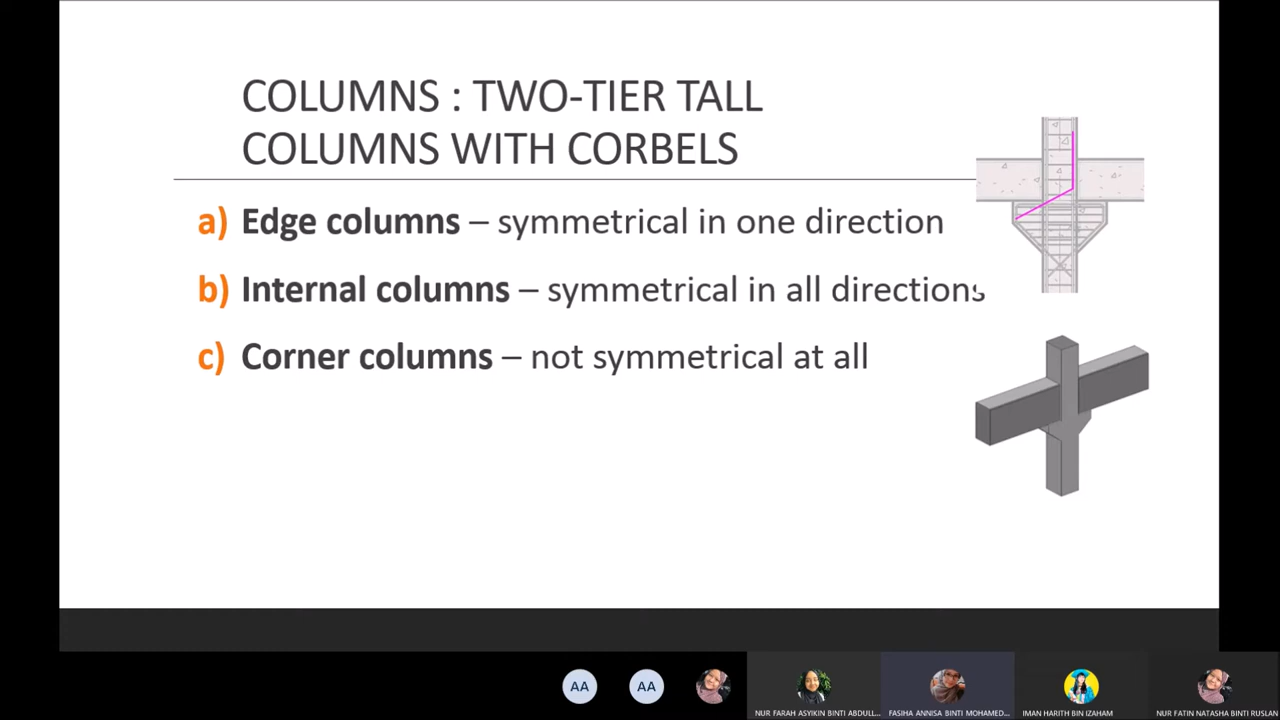 COLUMNS : TWO-TIER TALL
COLUMNS WITH CORBELS
a) Edge columns – symmetrical in one direction
b) Internal columns – symmetrical in all directions
c) Corner columns – not symmetrical at all
AA
AA
NUR FARAH ASYIKIN BINTI ABDULL...
FASIHA ANNISA BINTI MOHAMED...
IMAN HARITH BIN IZAHAM
NUR FATIN NATASHA BINTI RUSLAN